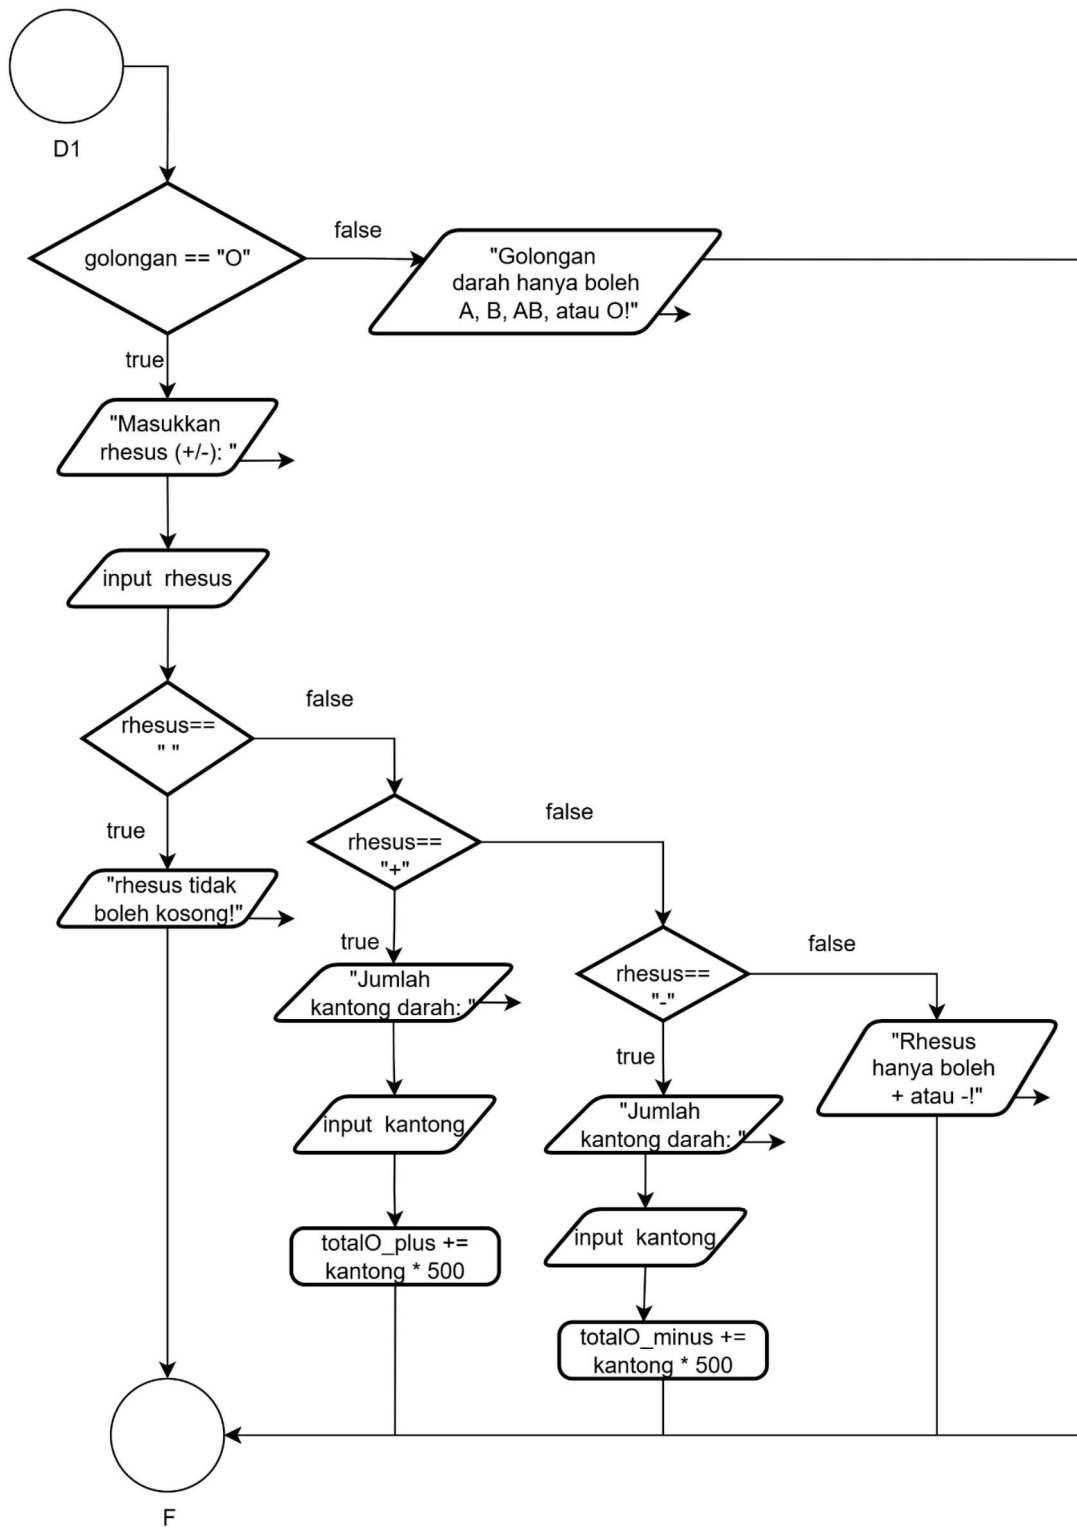 D1
golongan == "O"
false
"Golongan
darah hanya boleh
A, B, AB, atau O!"
true
"Masukkan
rhesus (+/-): "
input rhesus
rhesus==
" "
false
true
"rhesus tidak
boleh kosong!"
rhesus==
"+"
false
true
"Jumlah
kantong darah: "
input kantong
totalO_plus +=
kantong * 500
rhesus==
"-"
false
true
"Jumlah
kantong darah: "
input kantong
totalO_minus +=
kantong * 500
"Rhesus
hanya boleh
+ atau -!"
F